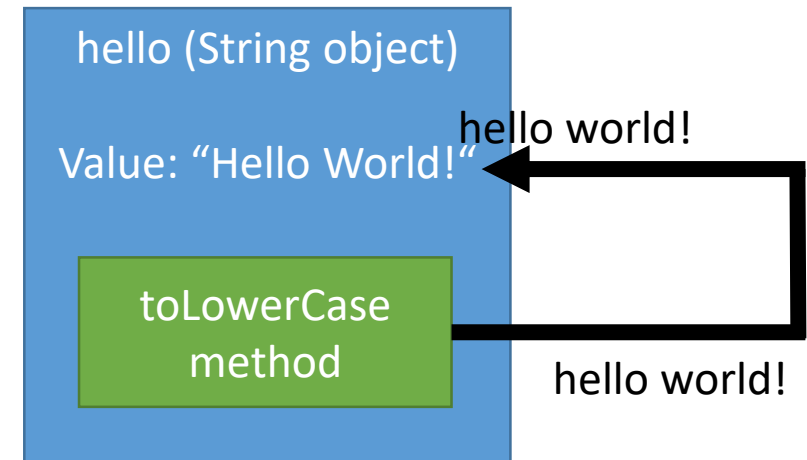 hello (String object)
hello world!
Value: “Hello World!“
toLowerCase
method
hello world!